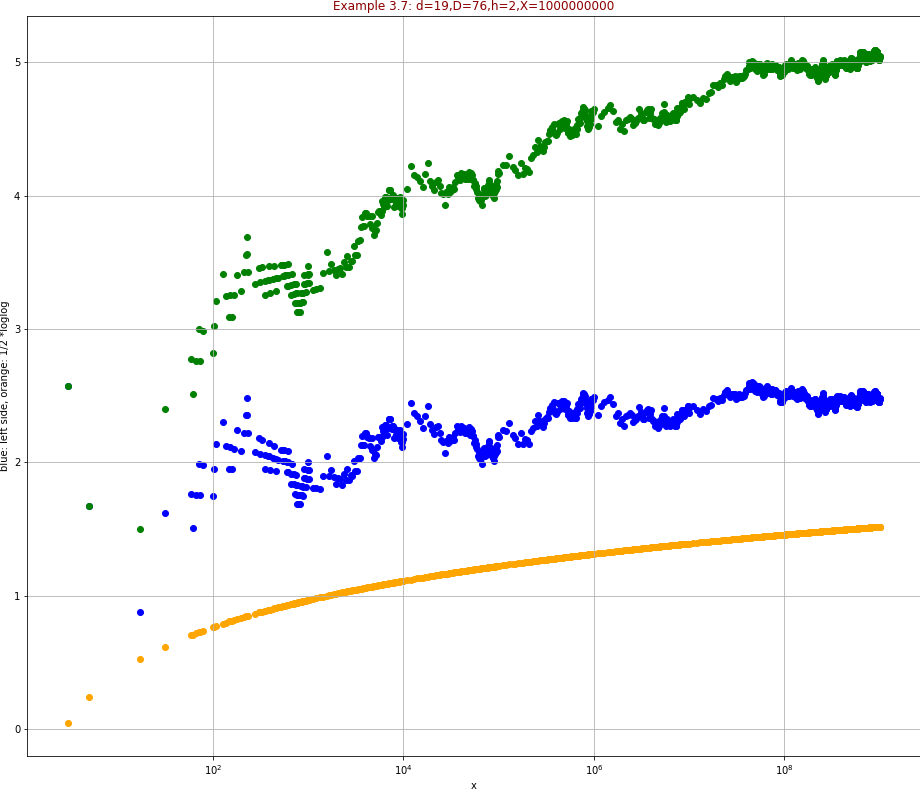 Example 3.7: d=19,D=76,h=2,X=1000000000
blue: left side, orange: 1/2 *loglog
5
4
3
2
1
0
10² 10⁴ 10⁶ 10⁸
x